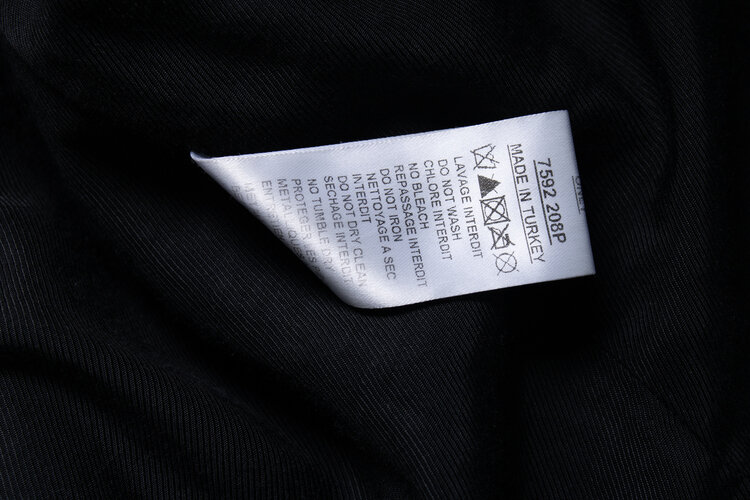 7592 208P
MADE IN TURKEY
LAVAGE INTERDIT
DO NOT WASH
CHLORE INTERDIT
NO BLEACH
REPASSAGE INTERDIT
DO NOT IRON
NETTOYAGE A SEC
INTERDIT
DO NOT DRY CLEAN
SECHAGE INTERDIT
NO TUMBLE DRY